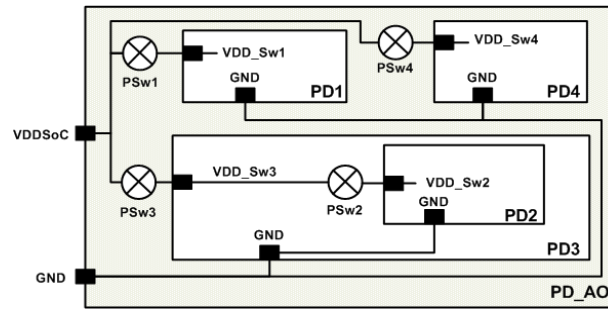 VDD_Sw1
PSw1
GND
PD1
VDD_Sw4
PSw4
GND
PD4
VDDSoC
VDD_Sw3
PSw3
VDD_Sw2
PSw2
GND
PD2
GND
PD3
GND
PD_AO